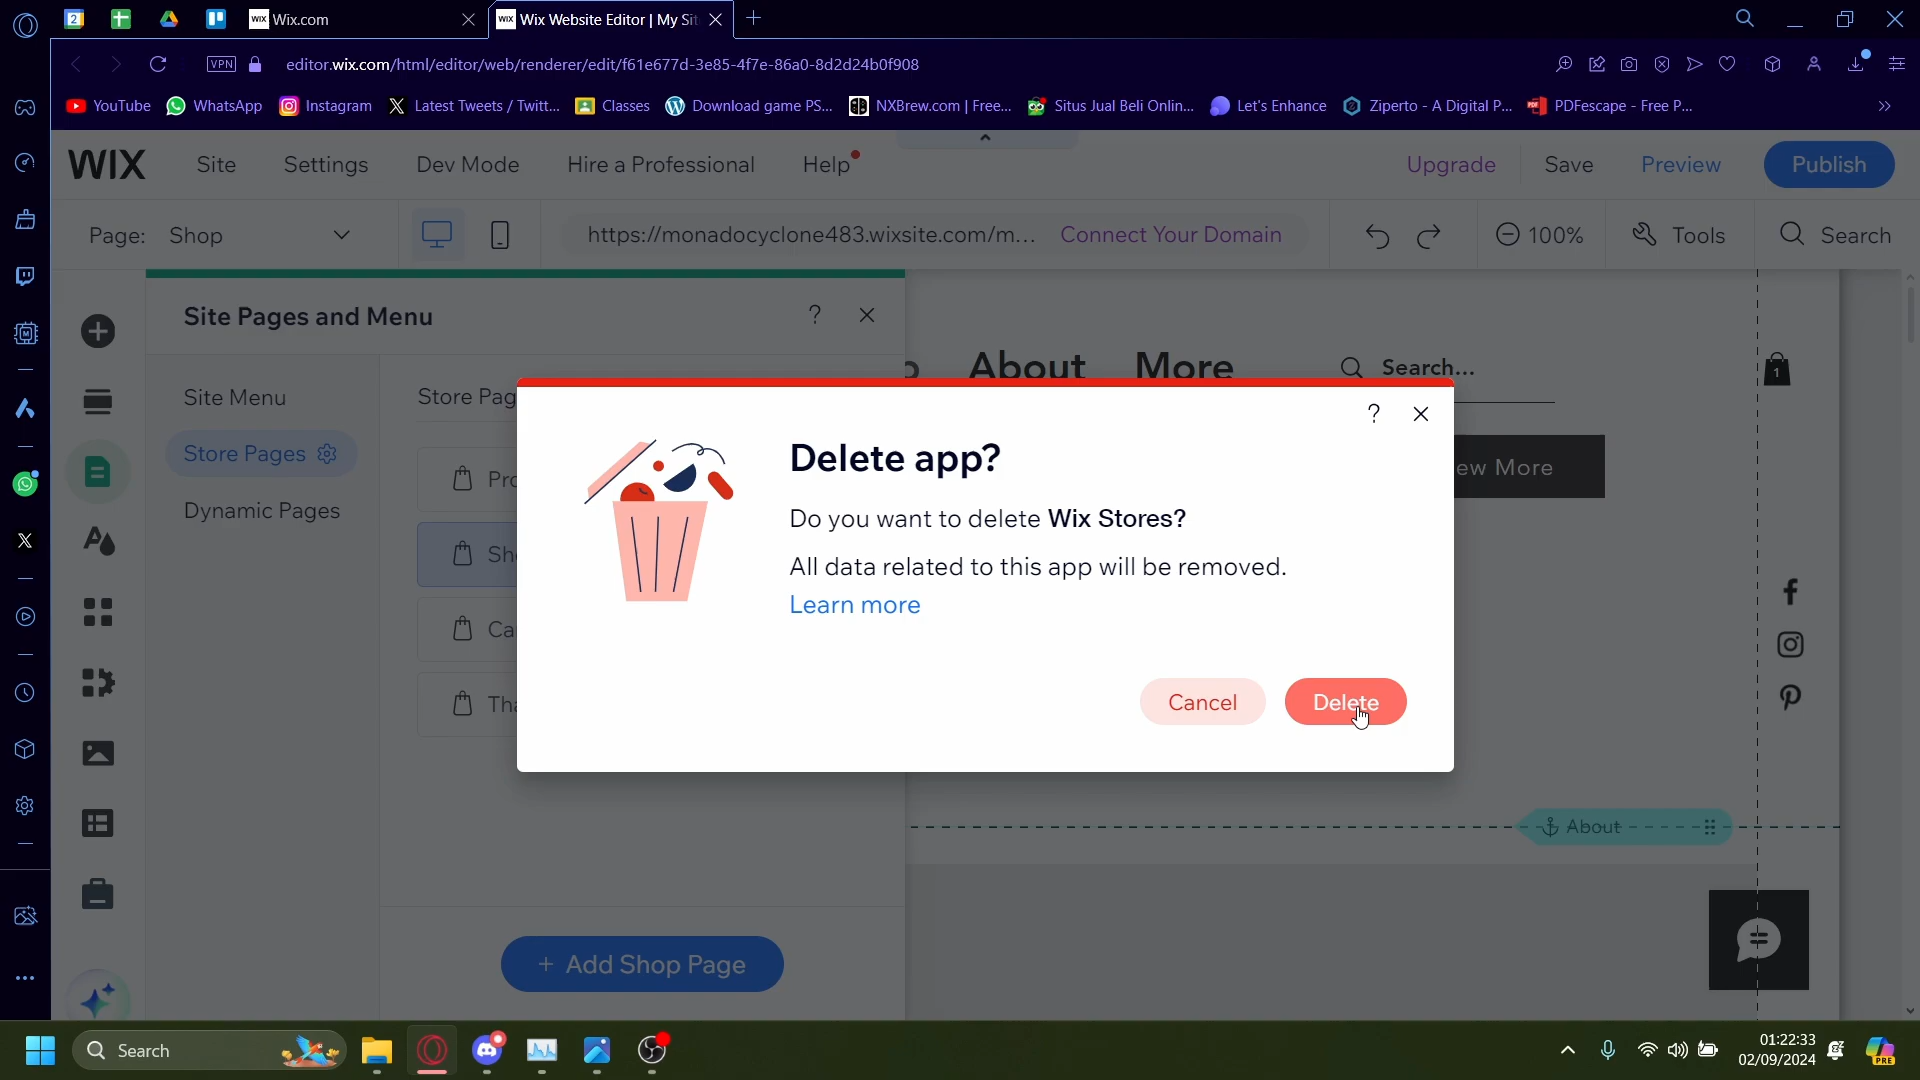 Wix.com
Wix Website Editor | My Sit
VPN
editor.wix.com/html/editor/web/renderer/edit/f61e677d-3e85-4f7e-86a0-8d2d24b0f908
YouTube WhatsApp Instagram Latest Tweets / Twitt... Classes Download game PS... NXBrew.com | Free... Situs Jual Beli Onlin... Let's Enhance Ziperto - A Digital P... PDFescape - Free P...
WIX Site Settings Dev Mode Hire a Professional Help Upgrade Save Preview Publish
Page: Shop https://monadocyclone483.wixsite.com/m... Connect Your Domain 100% Tools Search
Site Pages and Menu ?
About More Search... 1
Site Menu
Store Pag
Store Pages
Dynamic Pages
Pro
Sh
Ca
Tha
ew More
?
Delete app?
Do you want to delete Wix Stores?
All data related to this app will be removed.
Learn more
Cancel Delete
About
+ Add Shop Page
Search
01:22:33
02/09/2024
PRE